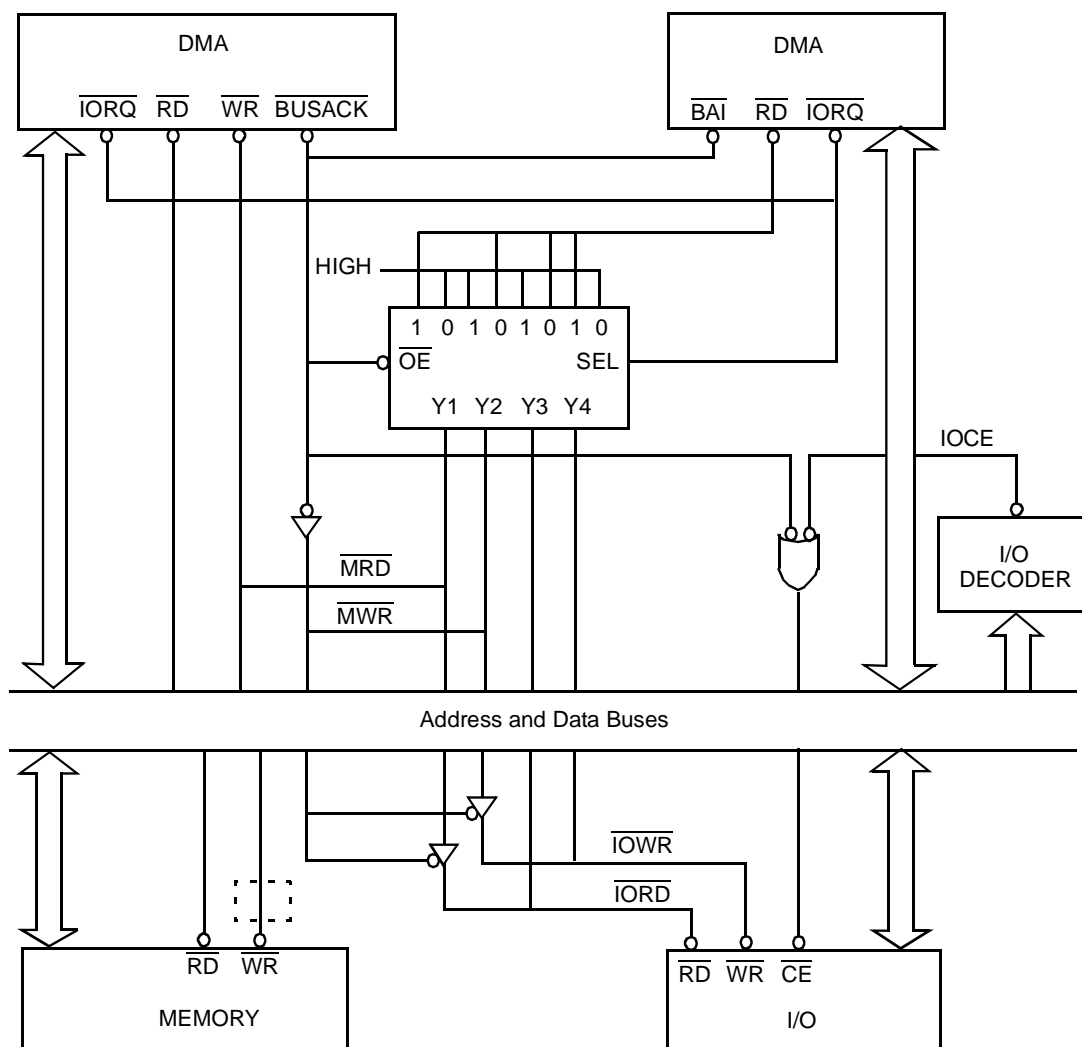 DMA
DMA
IORQ RD WR BUSACK
BAI RD IORQ
HIGH
1 0 1 0 1 0 1 0
OE SEL
Y1 Y2 Y3 Y4
IOCE
MRD
I/O
DECODER
MWR
Address and Data Buses
IOWR
IORD
RD WR
RD WR CE
MEMORY
I/O